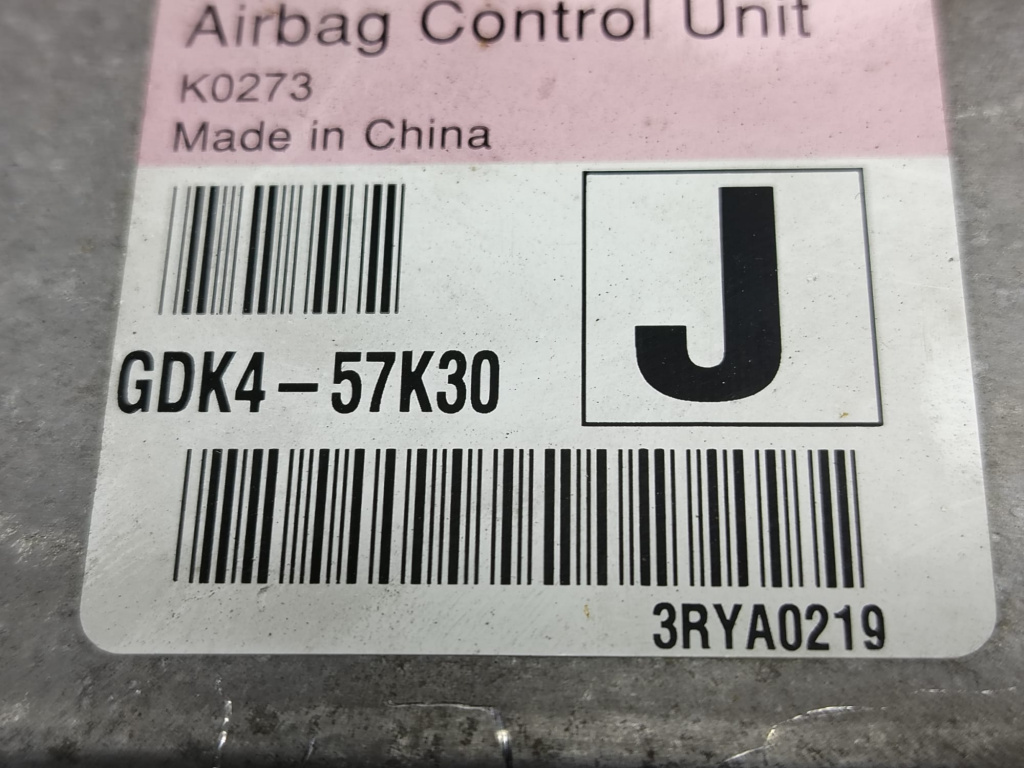 Airbag Control Unit
K0273
Made in China
J
GDK4-57K30
3RYA0219